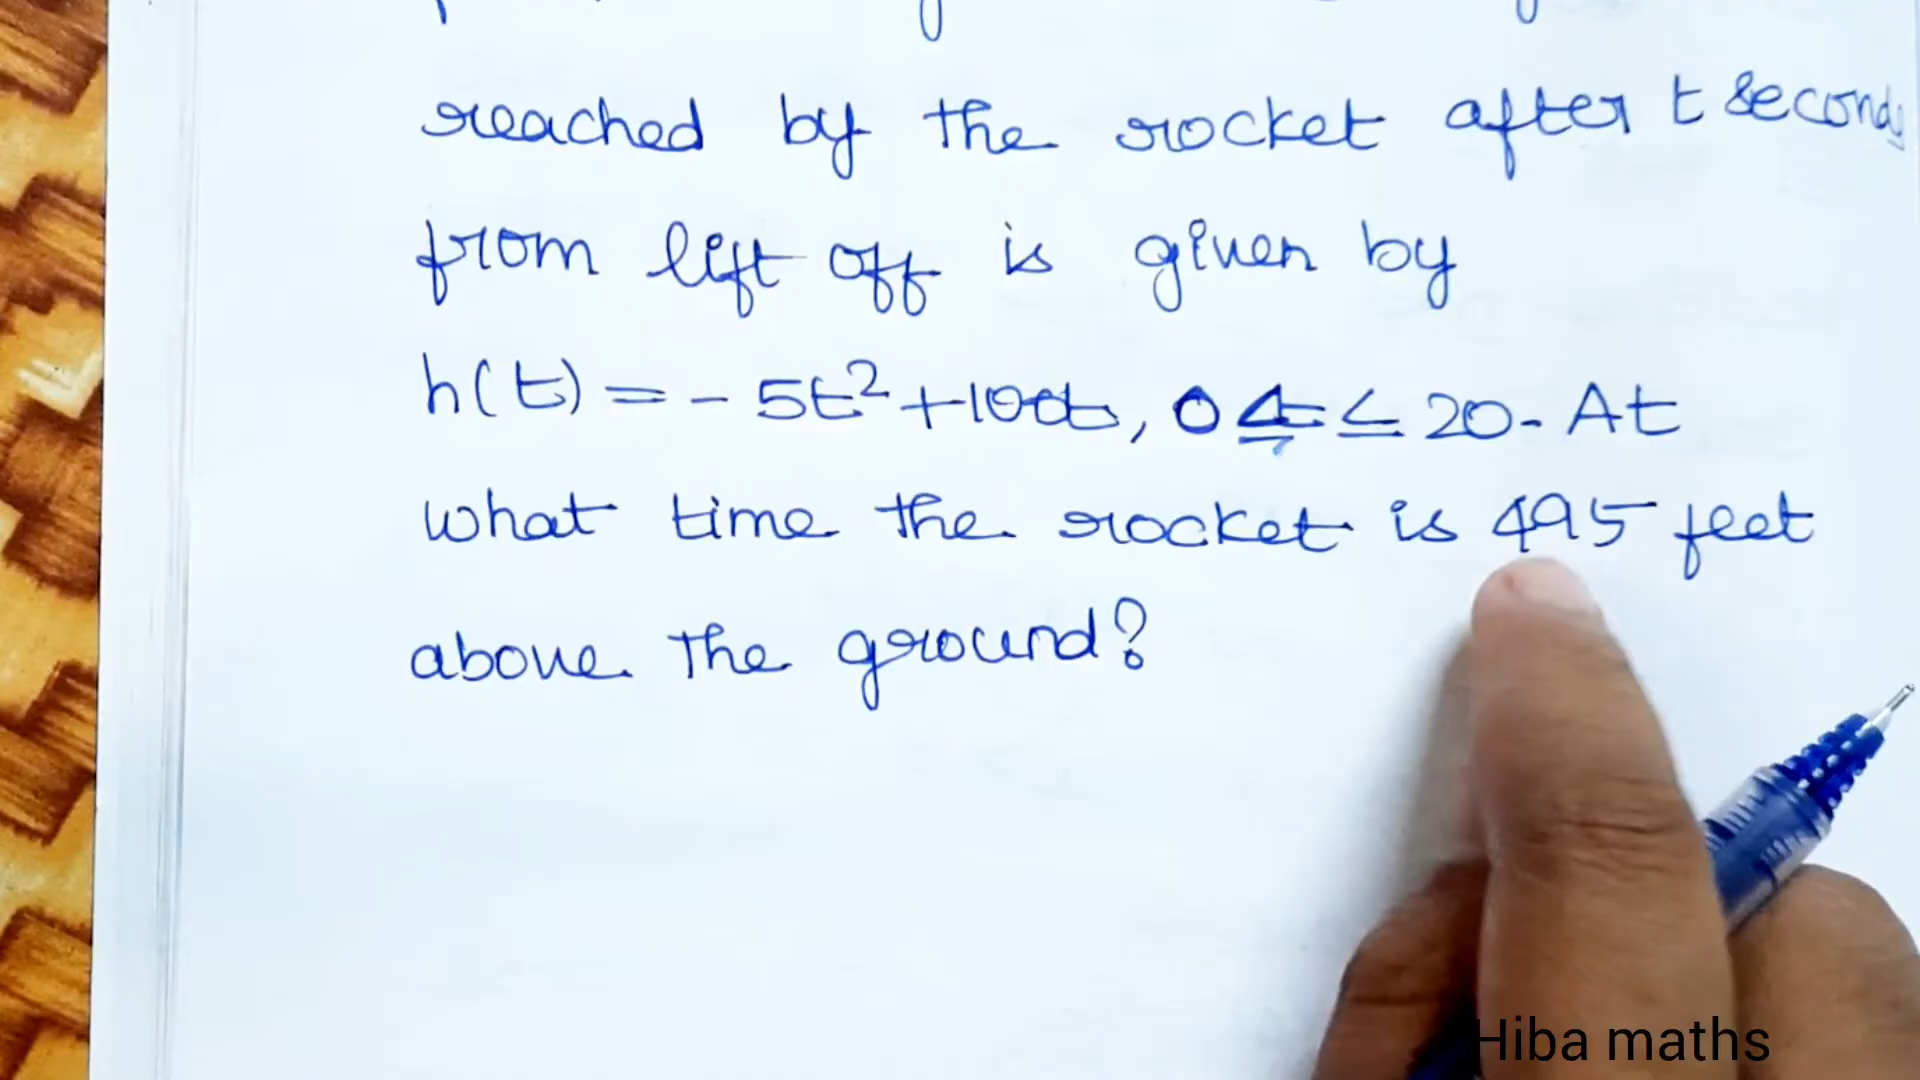 reached by the rocket after t seconds
from lift off is given by
h(t) = - 5t² + 100t, 0 ≤ t ≤ 20. At
what time the rocket is 495 feet
above the ground?
Hiba maths